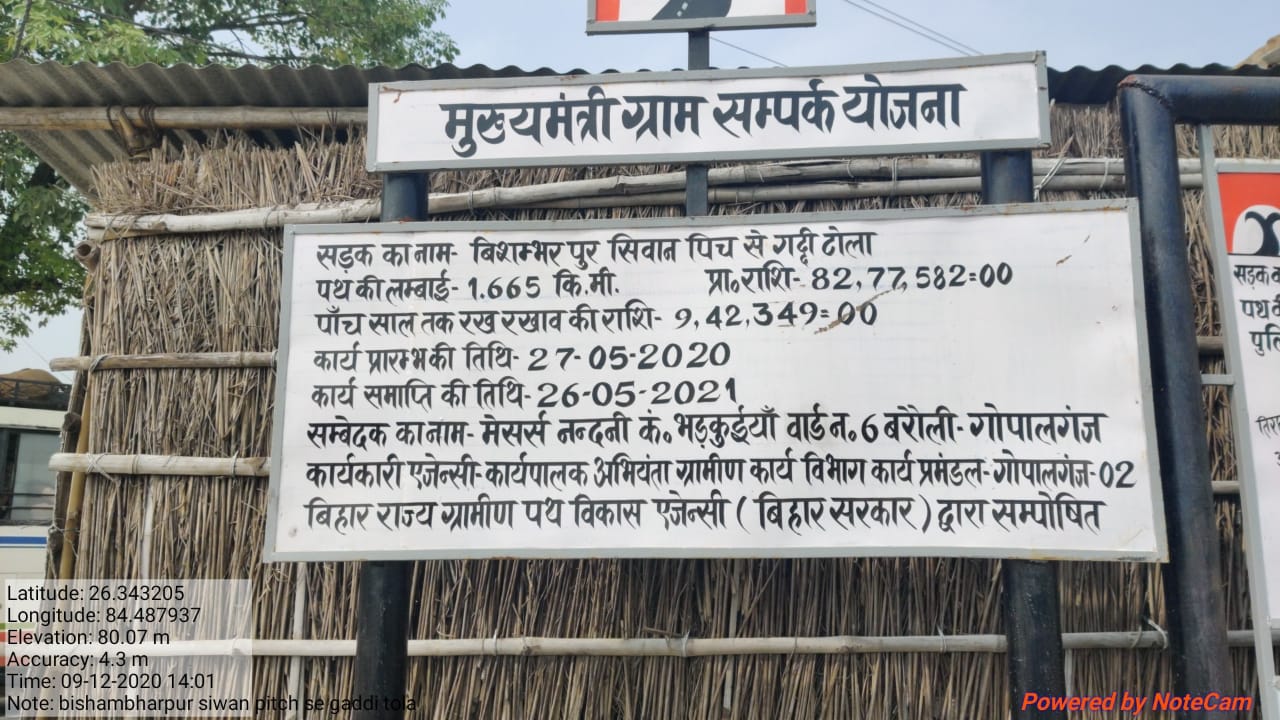 मुख्यमंत्री ग्राम सम्पर्क योजना
सड़क का नाम- बिशम्भर पुर सिवान पिच से गद्दी टोला
पथ की लम्बाई- 1.665 कि.मी. प्रा॰राशि- 82,77,582=00
पाँच साल तक रख रखाव की राशि- 9,42,349=00
कार्य प्रारम्भ की तिथि- 27-05-2020
कार्य समाप्ति की तिथि- 26-05-2021
सम्बेदक का नाम- मेसर्स नन्दनी कं॰ भड़कुईयाँ वार्ड न॰ 6 बरौली- गोपालगंज
कार्यकारी एजेन्सी- कार्यपालक अभियंता ग्रामीण कार्य विभाग कार्य प्रमंडल- गोपालगंज-02
बिहार राज्य ग्रामीण पथ विकास एजेन्सी ( बिहार सरकार ) द्वारा सम्पोषित
सड़क
पथ
Latitude: 26.343205
Longitude: 84.487937
Elevation: 80.07 m
Accuracy: 4.3 m
Time: 09-12-2020 14:01
Note: bishambharpur siwan pitch se gaddi tola
Powered by NoteCam